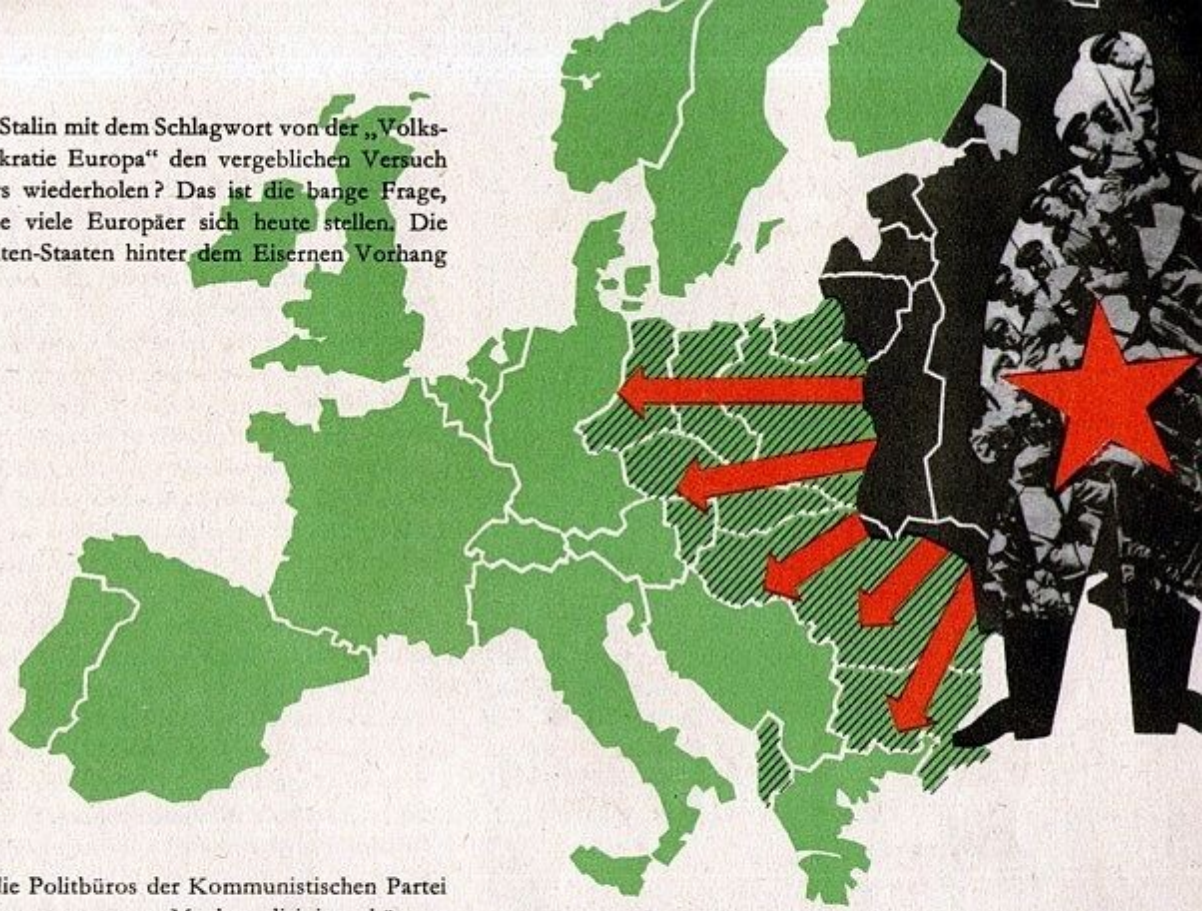 Stalin mit dem Schlagwort von der „Volks-
kratie Europa“ den vergeblichen Versuch
s wiederholen? Das ist die bange Frage,
e viele Europäer sich heute stellen. Die
ten-Staaten hinter dem Eisernen Vorhang
die Politbüros der Kommunistischen Partei